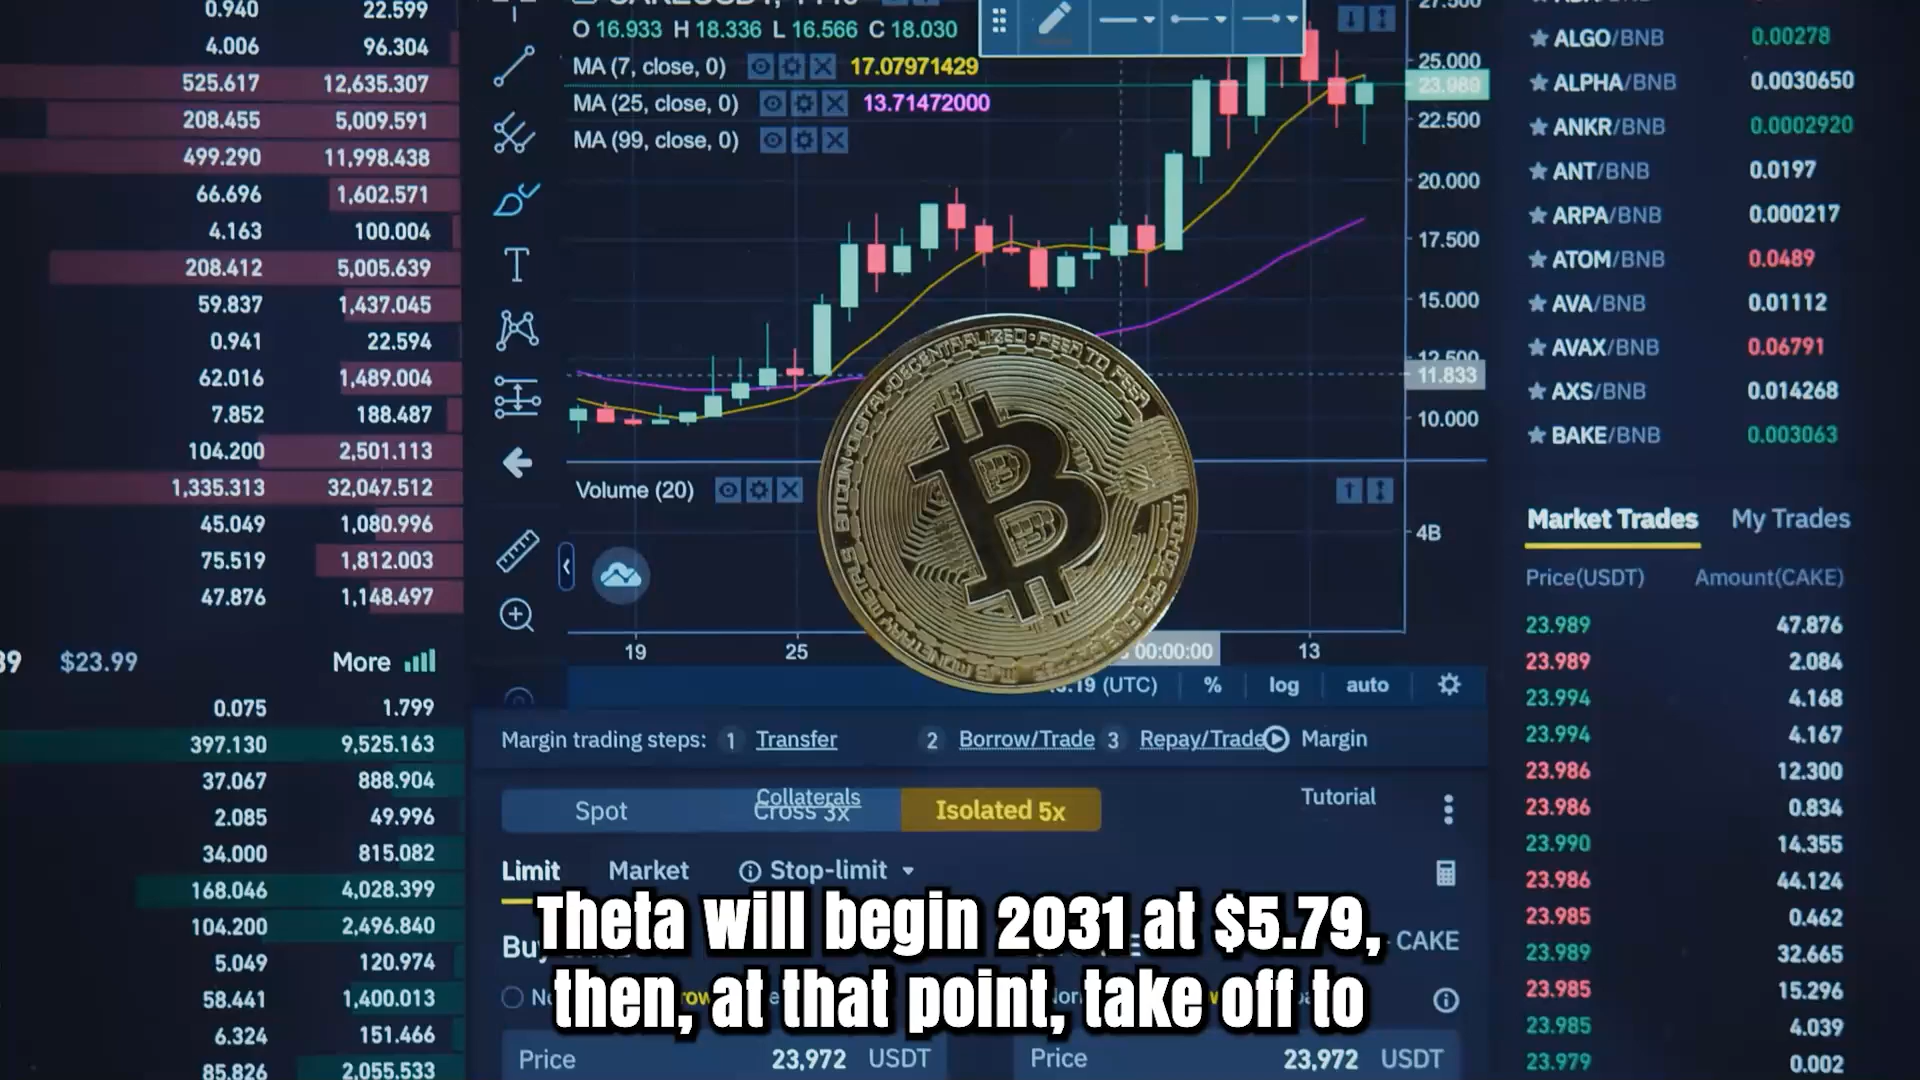 0.940 22.599
4.006 96.304
525.617 12,635.307
208.455 5,009.591
499.290 11,998.438
66.696 1,602.571
4.163 100.004
208.412 5,005.639
59.837 1,437.045
0.941 22.594
62.016 1,489.004
7.852 188.487
104.200 2,501.113
1,335.313 32,047.512
45.049 1,080.996
75.519 1,812.003
47.876 1,148.497
$23.99 More
0.075 1.799
397.130 9,525.163
37.067 888.904
2.085 49.996
34.000 815.082
168.046 4,028.399
104.200 2,496.840
5.049 120.974
58.441 1,400.013
6.324 151.466
85.826 2,055.533
O 16.933 H 18.336 L 16.566 C 18.030
MA (7, close, 0) 17.07971429
MA (25, close, 0) 13.71472000
MA (99, close, 0)
27.500
25.000
23.989
22.500
20.000
17.500
15.000
12.500
11.833
10.000
Volume (20)
4B
19 25 00:00:00 13
(UTC) % log auto
BITCOIN DIGITAL DECENTRALIZED PEER TO PEER
Margin trading steps: 1 Transfer 2 Borrow/Trade 3 Repay/Trade Margin
Collaterals Tutorial
Spot Cross 3x Isolated 5x
Limit Market Stop-limit
Buy CAKE
Price 23,972 USDT Price 23,972 USDT
ALGO/BNB 0.00278
ALPHA/BNB 0.0030650
ANKR/BNB 0.0002920
ANT/BNB 0.0197
ARPA/BNB 0.000217
ATOM/BNB 0.0489
AVA/BNB 0.01112
AVAX/BNB 0.06791
AXS/BNB 0.014268
BAKE/BNB 0.003063
Market Trades My Trades
Price(USDT) Amount(CAKE)
23.989 47.876
23.989 2.084
23.994 4.168
23.994 4.167
23.986 12.300
23.986 0.834
23.990 14.355
23.986 44.124
23.985 0.462
23.989 32.665
23.985 15.296
23.985 4.039
23.979 0.002
Theta will begin 2031 at $5.79,
then, at that point, take off to